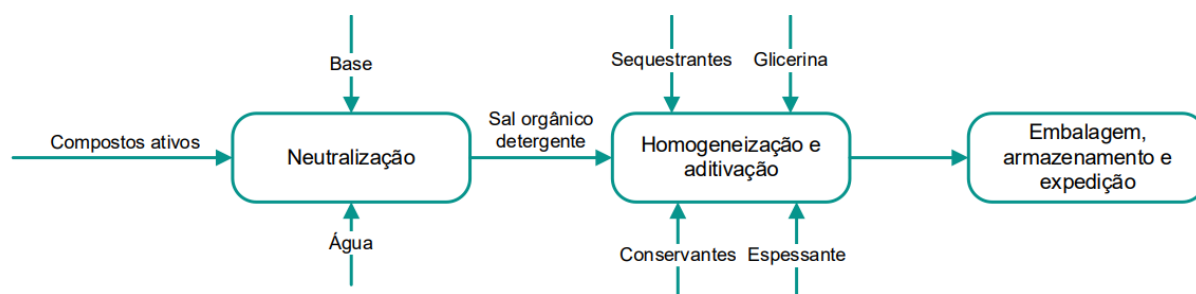 Base
Sequestrantes
Glicerina
Compostos ativos
Neutralização
Sal orgânico
detergente
Homogeneização e
aditivação
Embalagem,
armazenamento e
expedição
Água
Conservantes
Espessante